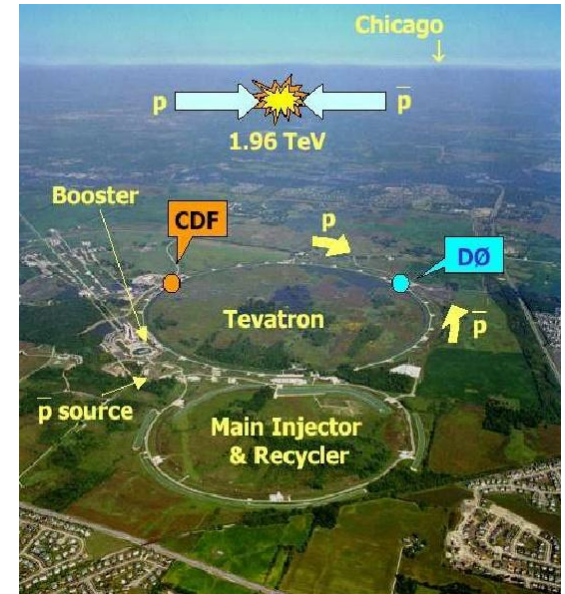 Chicago
p
p̄
1.96 TeV
Booster
CDF
p
DØ
Tevatron
p̄
p̄ source
Main Injector
& Recycler